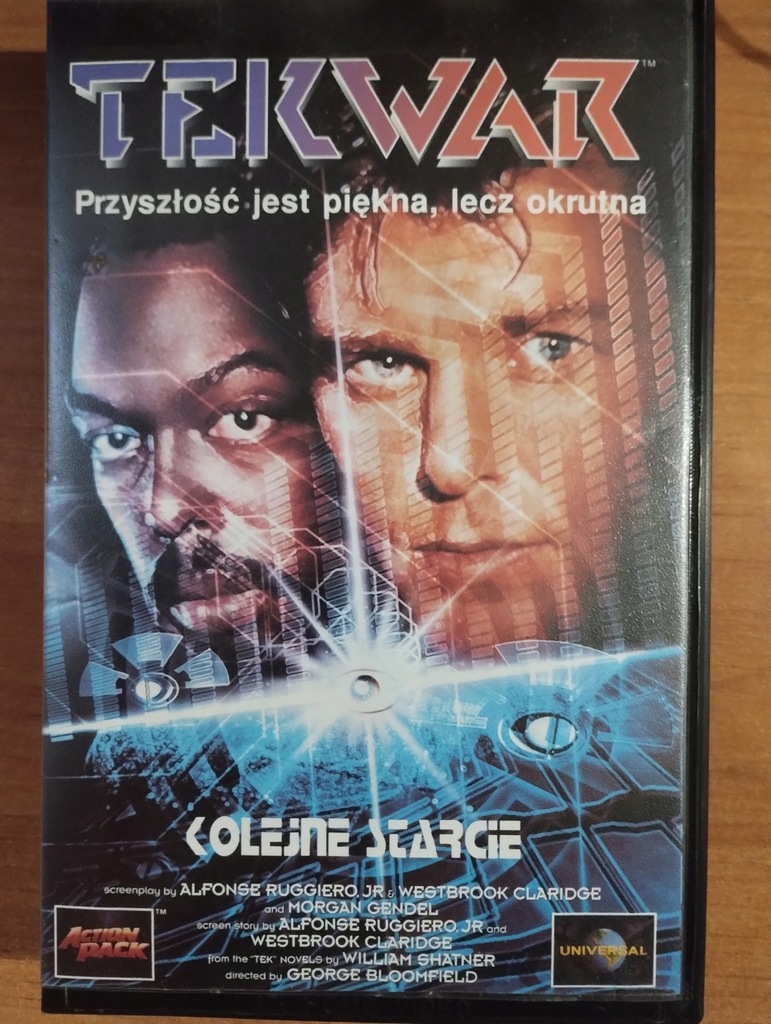 TEKWAR™
Przyszłość jest piękna, lecz okrutna
KOLEJNE STARCIE
screenplay by ALFONSE RUGGIERO, JR & WESTBROOK CLARIDGE
and MORGAN GENDEL
screen story by ALFONSE RUGGIERO, JR and
WESTBROOK CLARIDGE
from the "TEK" NOVELS by WILLIAM SHATNER
directed by GEORGE BLOOMFIELD
ACTION
PACK™
UNIVERSAL